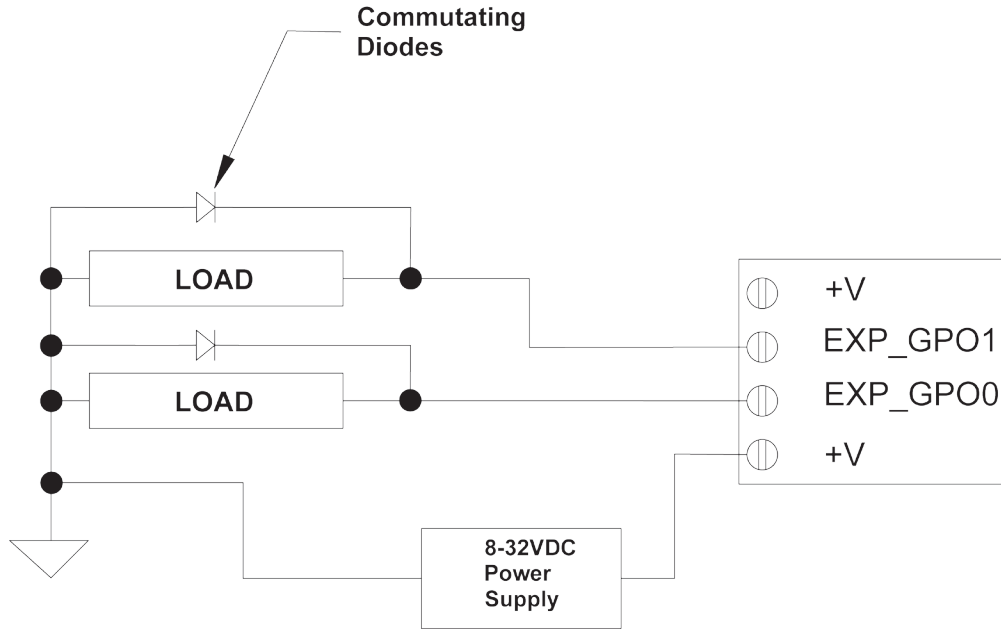 Commutating
Diodes
LOAD
LOAD
+V
EXP_GPO1
EXP_GPO0
+V
8-32VDC
Power
Supply